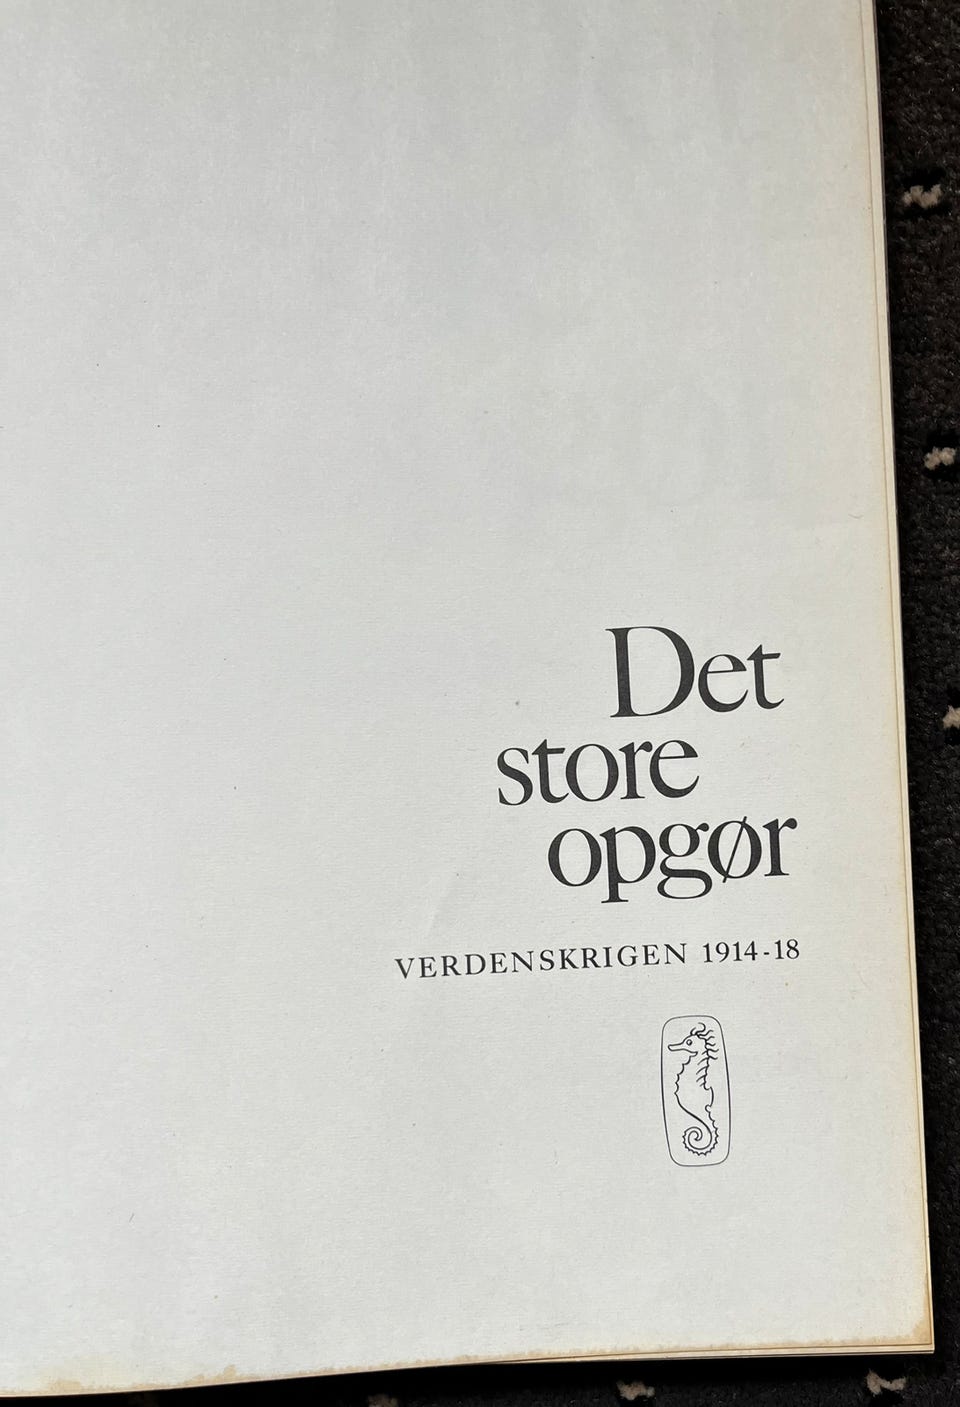 Det
store
opgør
VERDENSKRIGEN 1914-18